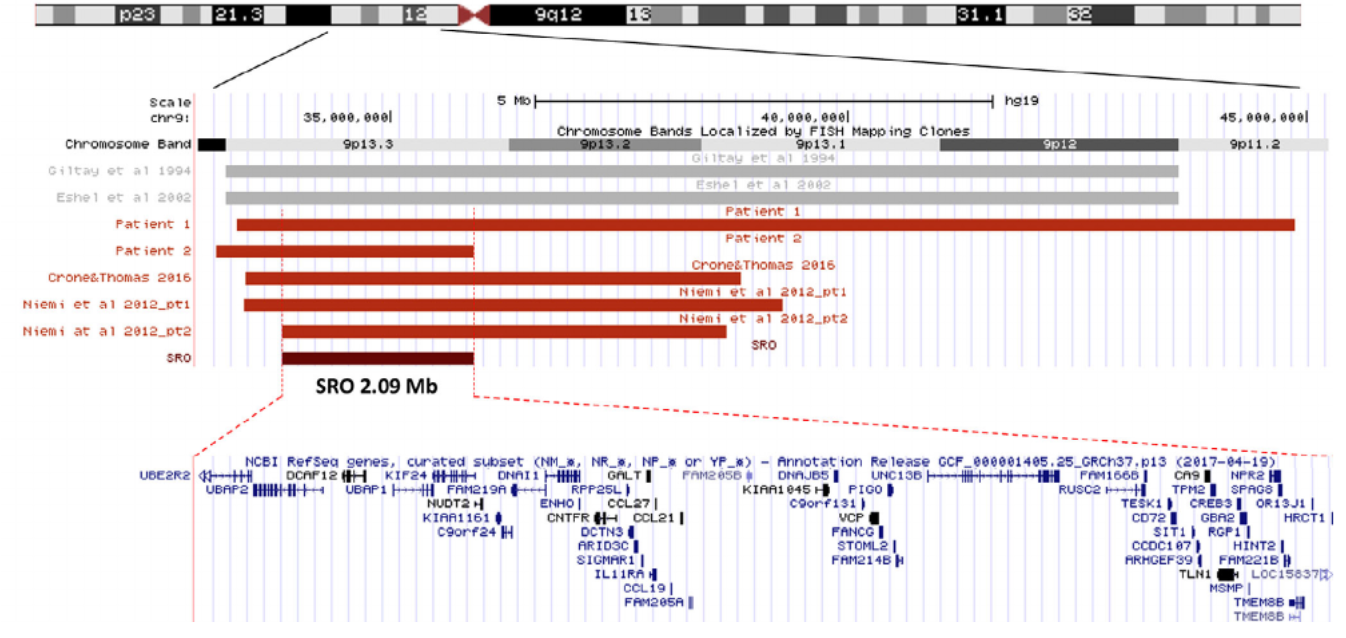 p23 21.3 12 9q12 13 31.1 32
Scale 5 Mb hg19
chr9: 35,000,000 40,000,000 45,000,000
Chromosome Bands Localized by FISH Mapping Clones
Chromosome Band 9p13.3 9p13.2 9p13.1 9p12 9p11.2
Giltay et al 1994
Giltay et al 1994
Eshel et al 2002
Eshel et al 2002
Patient 1
Patient 1
Patient 2
Patient 2
Crone&Thomas 2016
Crone&Thomas 2016
Niemi et al 2012_pt1
Niemi et al 2012_pt1
Niemi et al 2012_pt2
Niemi at al 2012_pt2
SRO
SRO
SRO 2.09 Mb
NCBI RefSeq genes, curated subset (NM_*, NR_*, NP_* or YP_*) - Annotation Release GCF_000001405.25_GRCh37.p13 (2017-04-19)
UBE2R2 DCAF12 KIF24 DNAI1 GALT FAM205B DNAJB5 UNC13B FAM166B CA9 NPR2
UBAP2 UBAP1 FAM219A RPP25L KIAA1045 PIGO RUSC2 TPM2 SPAG8
NUDT2 ENHO CCL27 C9orf131 TESK1 CREB3 OR13J1
KIAA1161 CNTFR CCL21 VCP CD72 GBA2 HRCT1
C9orf24 DCTN3 FANCG SIT1 RGP1
ARID3C STOML2 CCDC107 HINT2
SIGMAR1 FAM214B ARHGEF39 FAM221B
IL11RA TLN1 LOC15837
CCL19 MSMP
FAM205A TMEM8B
TMEM8B